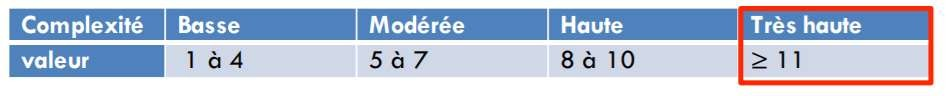 Complexité Basse Modérée Haute Très haute
valeur 1 à 4 5 à 7 8 à 10 ≥ 11